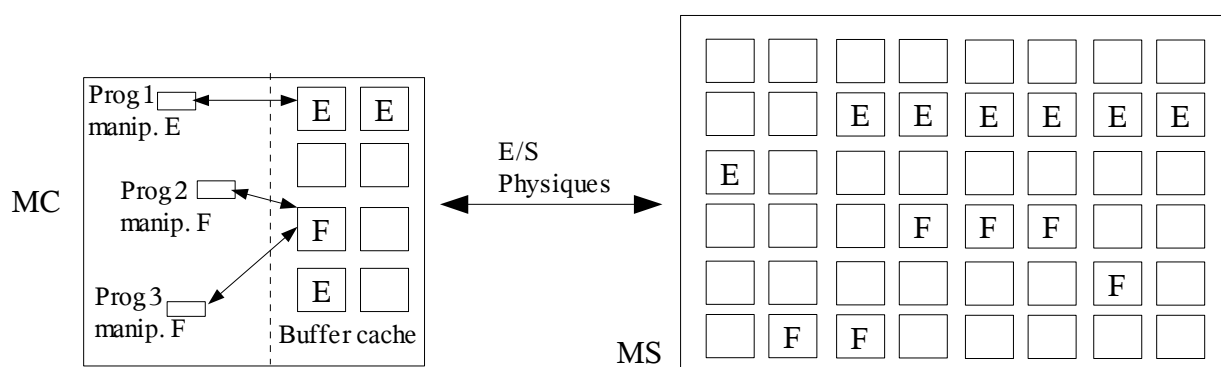 Prog 1
manip. E
E E
Prog 2
manip. F
MC
F
Prog 3
manip. F
E
Buffer cache
E/S
Physiques
E E E E E E
E
F F F
F
F F
MS